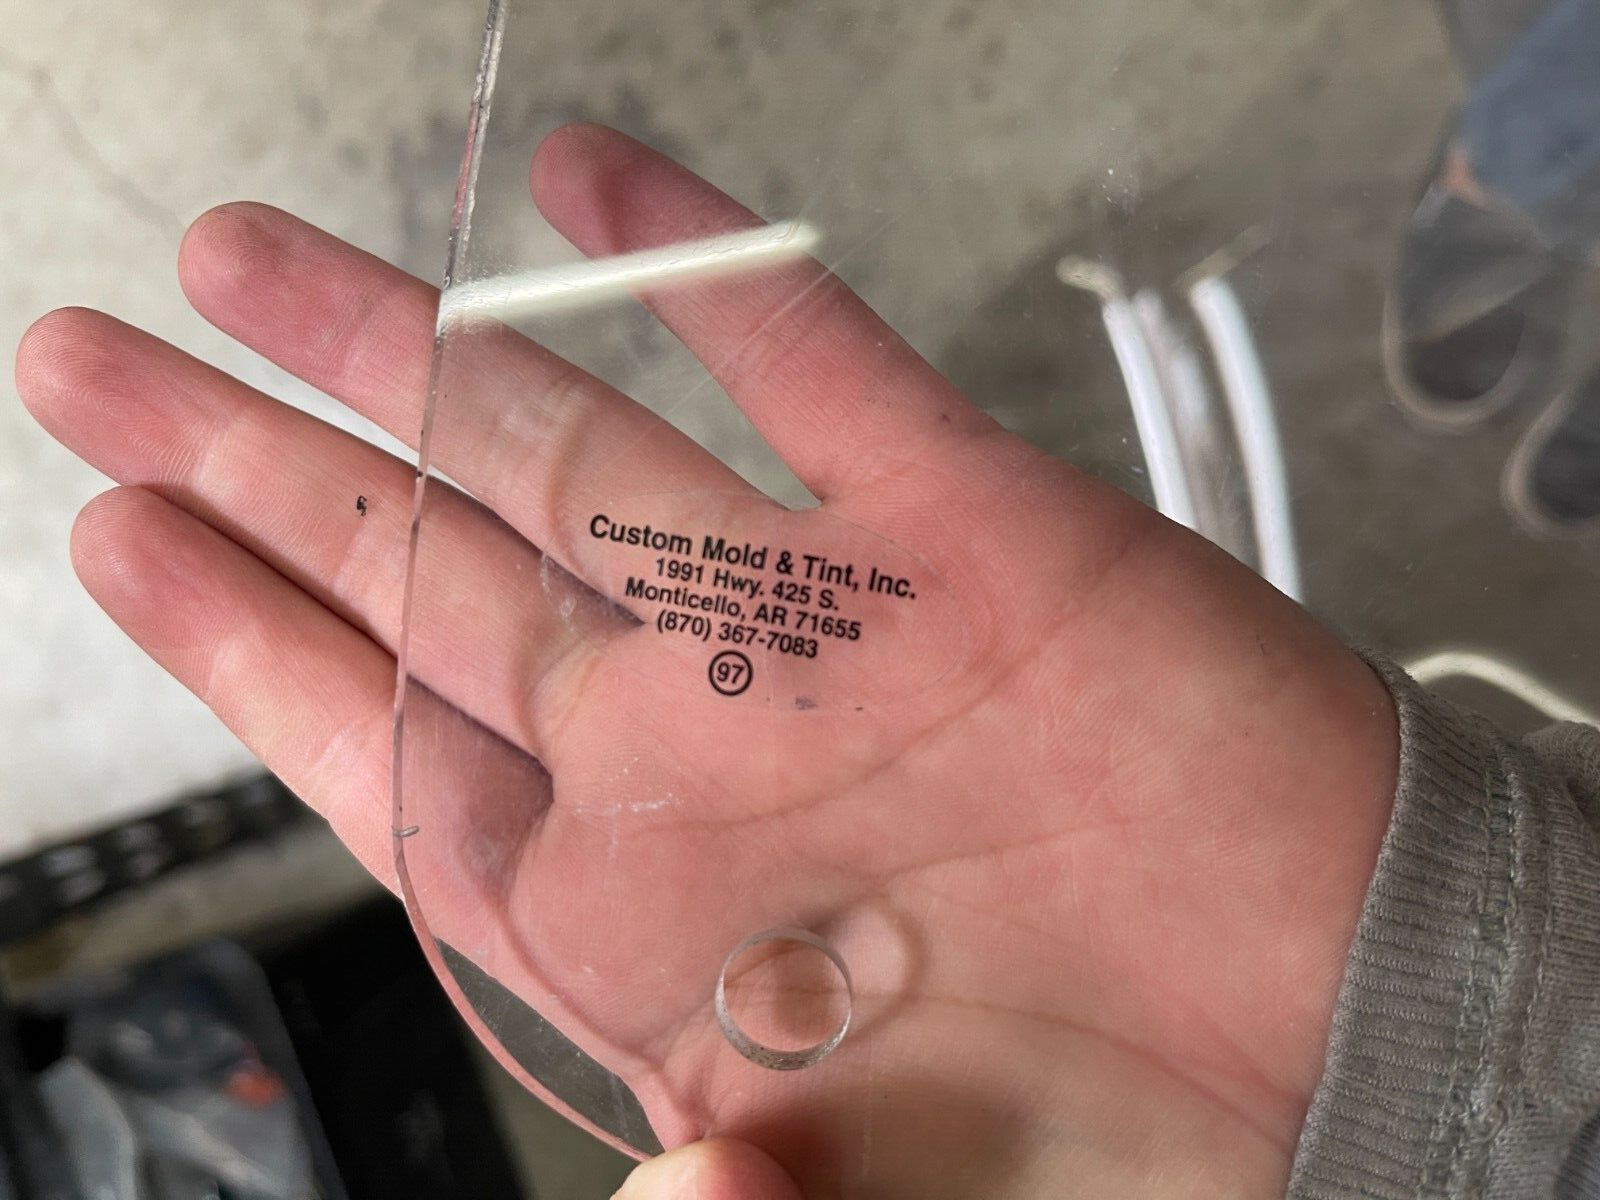 Custom Mold & Tint, Inc.
1991 Hwy. 425 S.
Monticello, AR 71655
(870) 367-7083
97